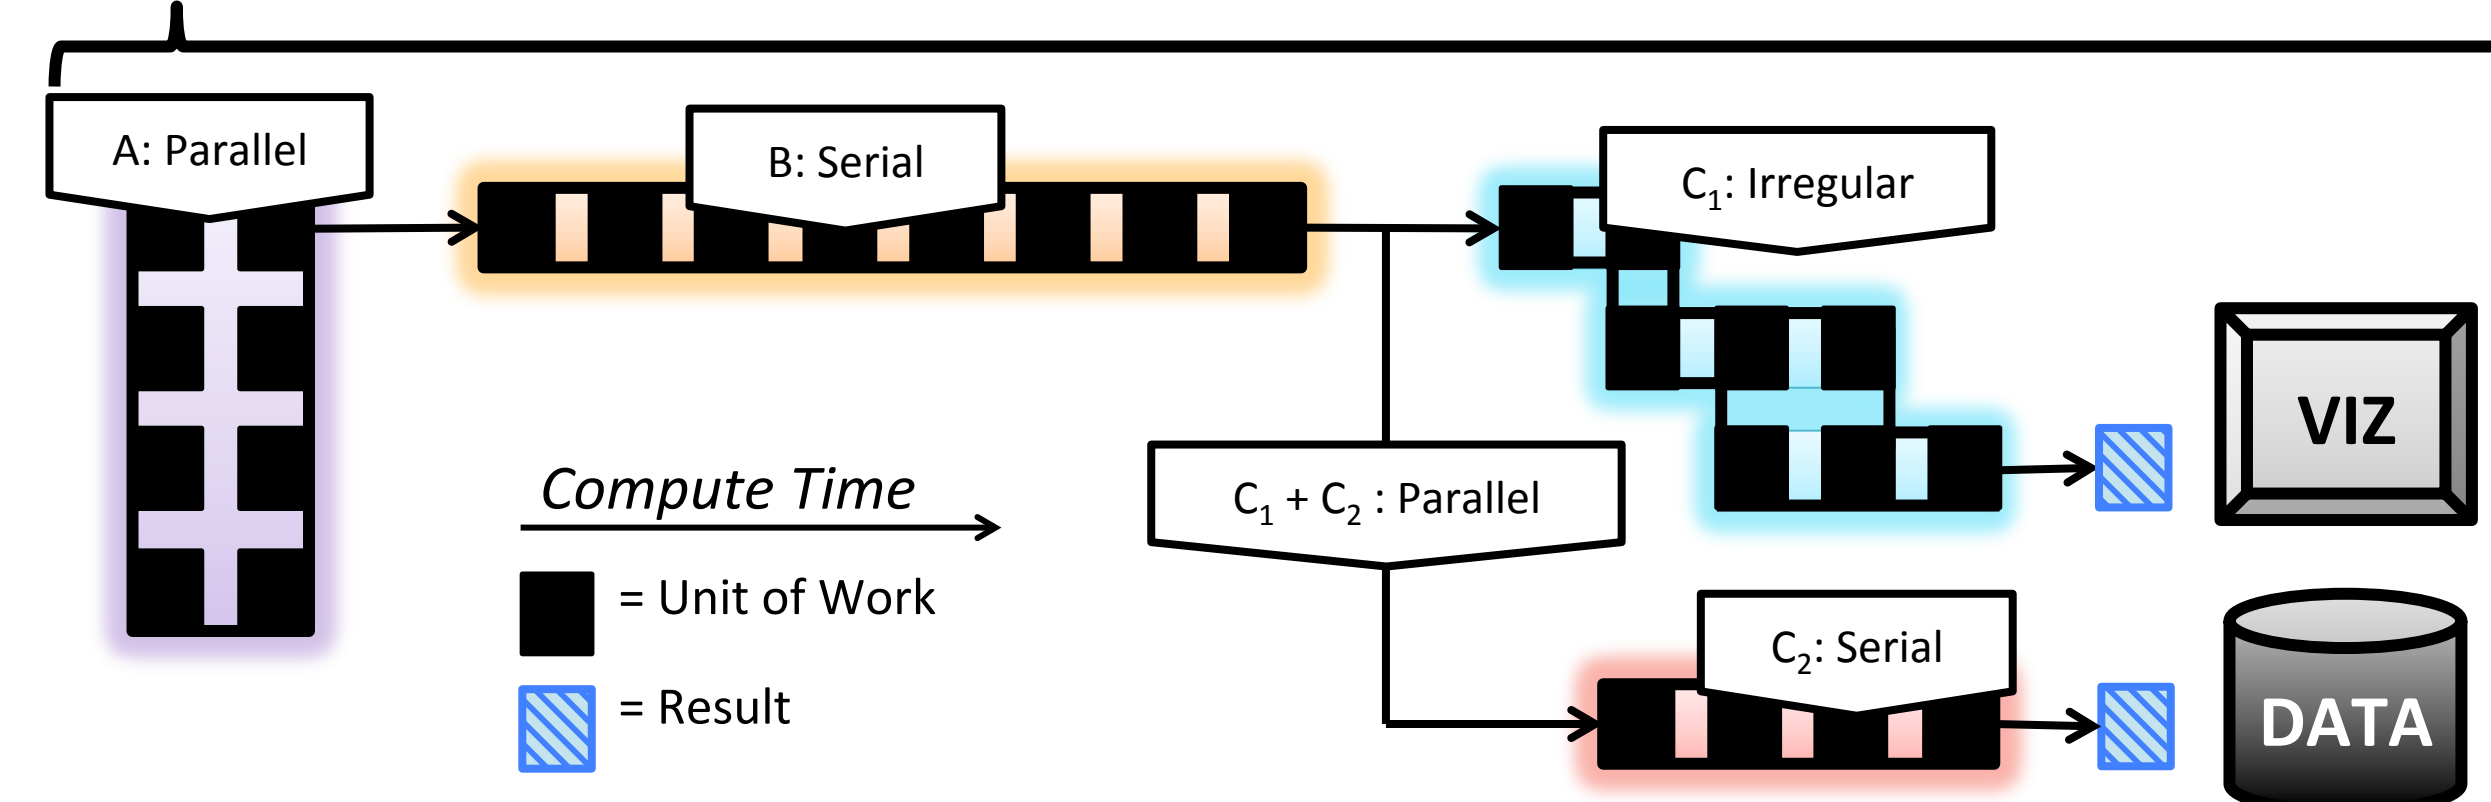 A: Parallel
B: Serial
C₁: Irregular
VIZ
Compute Time
C₁ + C₂ : Parallel
= Unit of Work
C₂: Serial
= Result
DATA